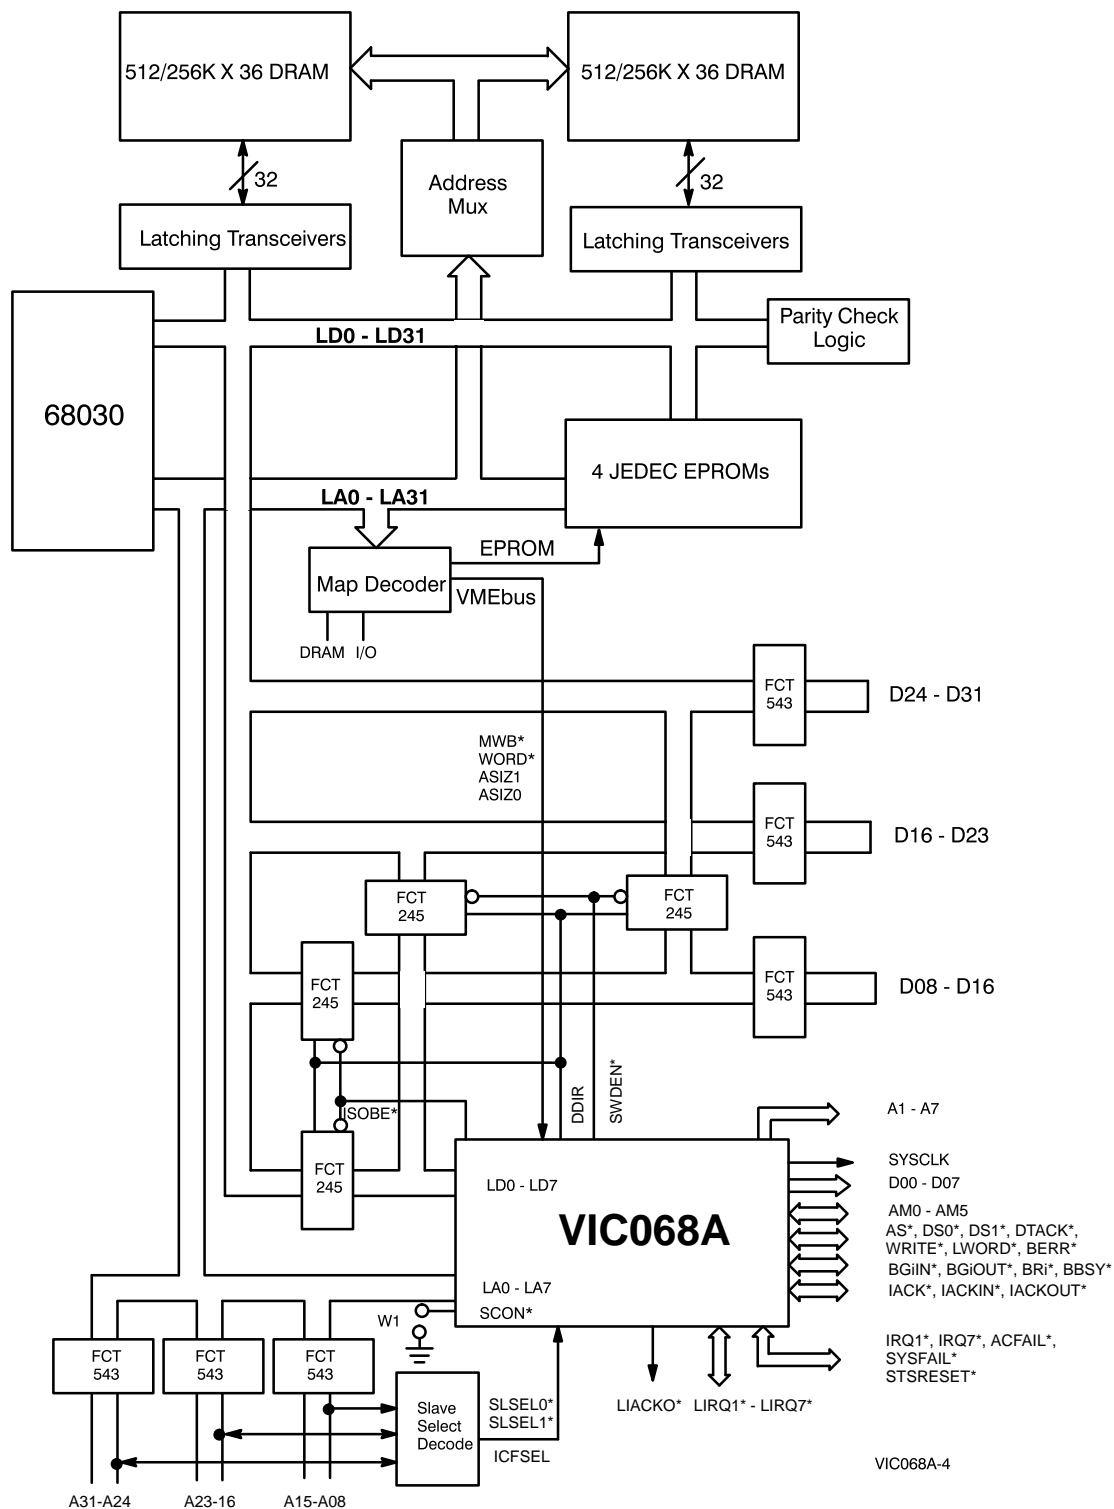 512/256K X 36 DRAM
512/256K X 36 DRAM
32
Address
Mux
32
Latching Transceivers
Latching Transceivers
Parity Check
Logic
LD0 - LD31
68030
4 JEDEC EPROMs
LA0 - LA31
EPROM
Map Decoder
VMEbus
DRAM I/O
FCT
543
D24 - D31
MWB*
WORD*
ASIZ1
ASIZ0
FCT
543
D16 - D23
FCT
245
FCT
245
FCT
245
FCT
543
D08 - D16
DDIR
SWDEN*
ISOBE*
A1 - A7
FCT
245
LD0 - LD7
VIC068A
SYSCLK
D00 - D07
AM0 - AM5
AS*, DS0*, DS1*, DTACK*,
WRITE*, LWORD*, BERR*
BGiIN*, BGiOUT*, BRi*, BBSY*
IACK*, IACKIN*, IACKOUT*
LA0 - LA7
SCON*
W1
FCT
543
FCT
543
FCT
543
IRQ1*, IRQ7*, ACFAIL*,
SYSFAIL*
STSRESET*
Slave
Select
Decode
SLSEL0*
SLSEL1*
ICFSEL
LIACKO*
LIRQ1* - LIRQ7*
VIC068A-4
A31-A24
A23-16
A15-A08